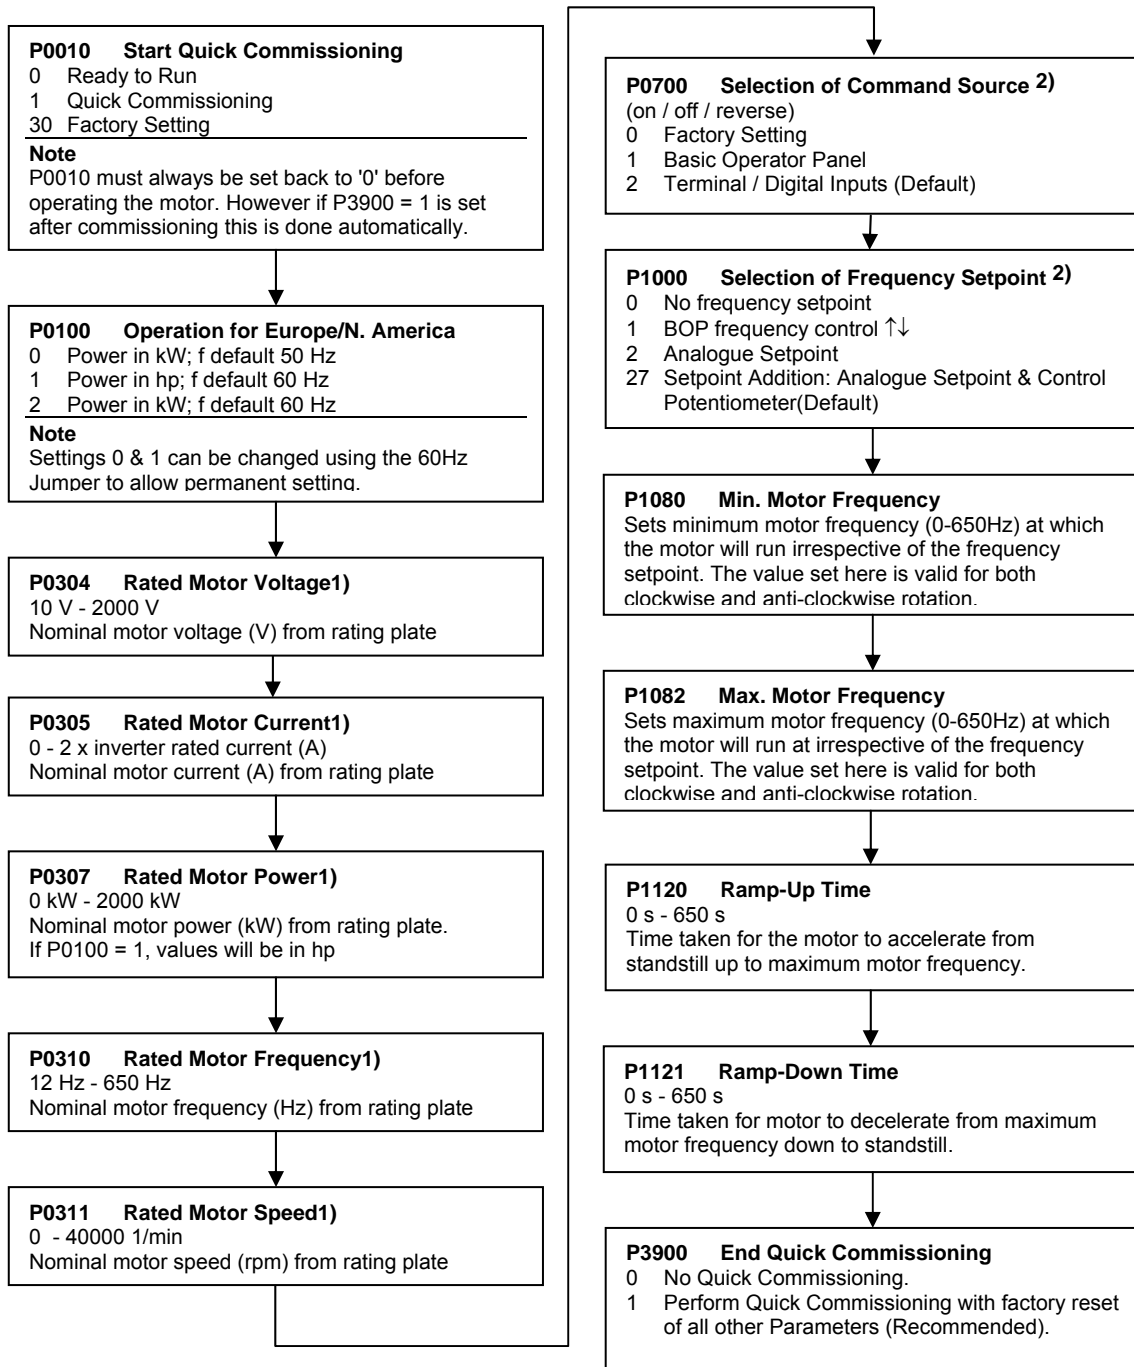 P0010 Start Quick Commissioning
0 Ready to Run
1 Quick Commissioning
30 Factory Setting
Note
P0010 must always be set back to '0' before
operating the motor. However if P3900 = 1 is set
after commissioning this is done automatically.
P0100 Operation for Europe/N. America
0 Power in kW; f default 50 Hz
1 Power in hp; f default 60 Hz
2 Power in kW; f default 60 Hz
Note
Settings 0 & 1 can be changed using the 60Hz
Jumper to allow permanent setting.
P0304 Rated Motor Voltage1)
10 V - 2000 V
Nominal motor voltage (V) from rating plate
P0305 Rated Motor Current1)
0 - 2 x inverter rated current (A)
Nominal motor current (A) from rating plate
P0307 Rated Motor Power1)
0 kW - 2000 kW
Nominal motor power (kW) from rating plate.
If P0100 = 1, values will be in hp
P0310 Rated Motor Frequency1)
12 Hz - 650 Hz
Nominal motor frequency (Hz) from rating plate
P0311 Rated Motor Speed1)
0 - 40000 1/min
Nominal motor speed (rpm) from rating plate
P0700 Selection of Command Source 2)
(on / off / reverse)
0 Factory Setting
1 Basic Operator Panel
2 Terminal / Digital Inputs (Default)
P1000 Selection of Frequency Setpoint 2)
0 No frequency setpoint
1 BOP frequency control ↑↓
2 Analogue Setpoint
27 Setpoint Addition: Analogue Setpoint & Control
Potentiometer(Default)
P1080 Min. Motor Frequency
Sets minimum motor frequency (0-650Hz) at which
the motor will run irrespective of the frequency
setpoint. The value set here is valid for both
clockwise and anti-clockwise rotation.
P1082 Max. Motor Frequency
Sets maximum motor frequency (0-650Hz) at which
the motor will run at irrespective of the frequency
setpoint. The value set here is valid for both
clockwise and anti-clockwise rotation.
P1120 Ramp-Up Time
0 s - 650 s
Time taken for the motor to accelerate from
standstill up to maximum motor frequency.
P1121 Ramp-Down Time
0 s - 650 s
Time taken for motor to decelerate from maximum
motor frequency down to standstill.
P3900 End Quick Commissioning
0 No Quick Commissioning.
1 Perform Quick Commissioning with factory reset
of all other Parameters (Recommended).